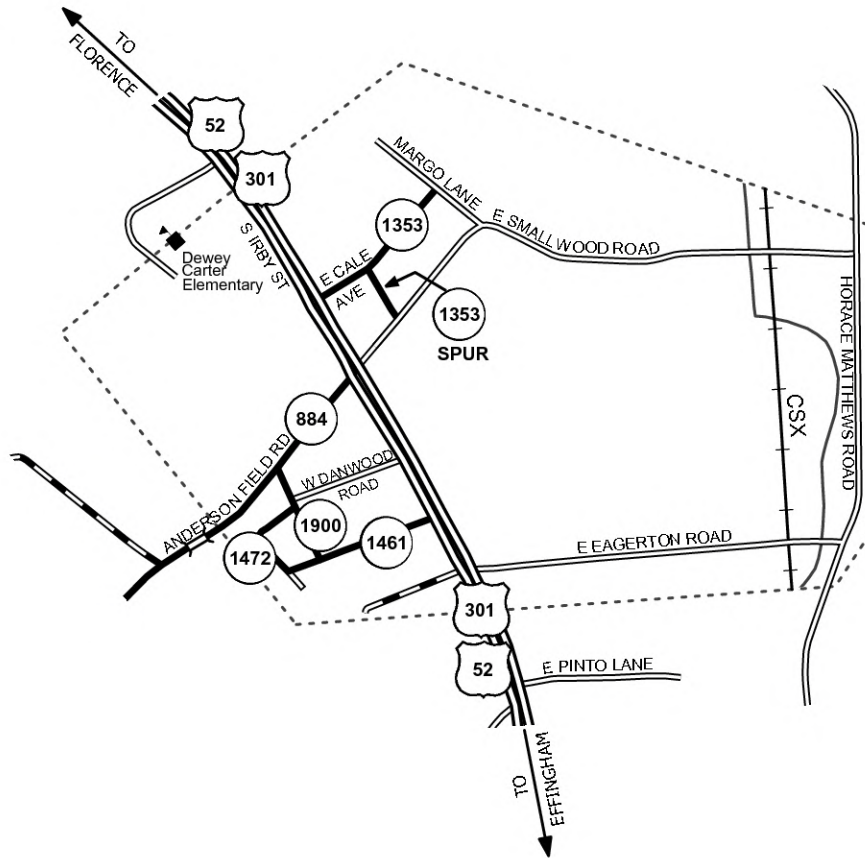 TO
FLORENCE
52
301
S IRBY ST
MARGO LANE
1353
E SMALLWOOD ROAD
E CALE
AVE
Dewey
Carter
Elementary
1353
SPUR
HORACE MATTHEWS ROAD
884
CSX
ANDERSON FIELD RD
W DANWOOD
ROAD
1900
1472
1461
E EAGERTON ROAD
301
52
E PINTO LANE
TO
EFFINGHAM